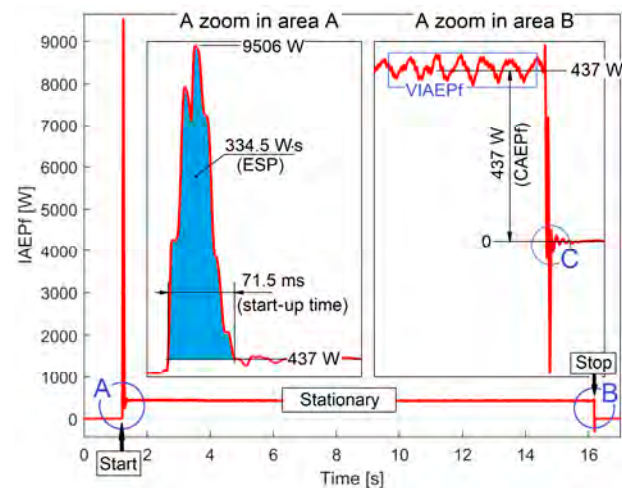 A zoom in area A
A zoom in area B
9000
8000
7000
6000
5000
4000
3000
2000
1000
0
IAEPf [W]
9506 W
334.5 W·s
(ESP)
71.5 ms
(start-up time)
437 W
437 W
VIAEPf
437 W
(CAEPf)
0
C
Stop
A
Stationary
B
Start
0 2 4 6 8 10 12 14 16
Time [s]